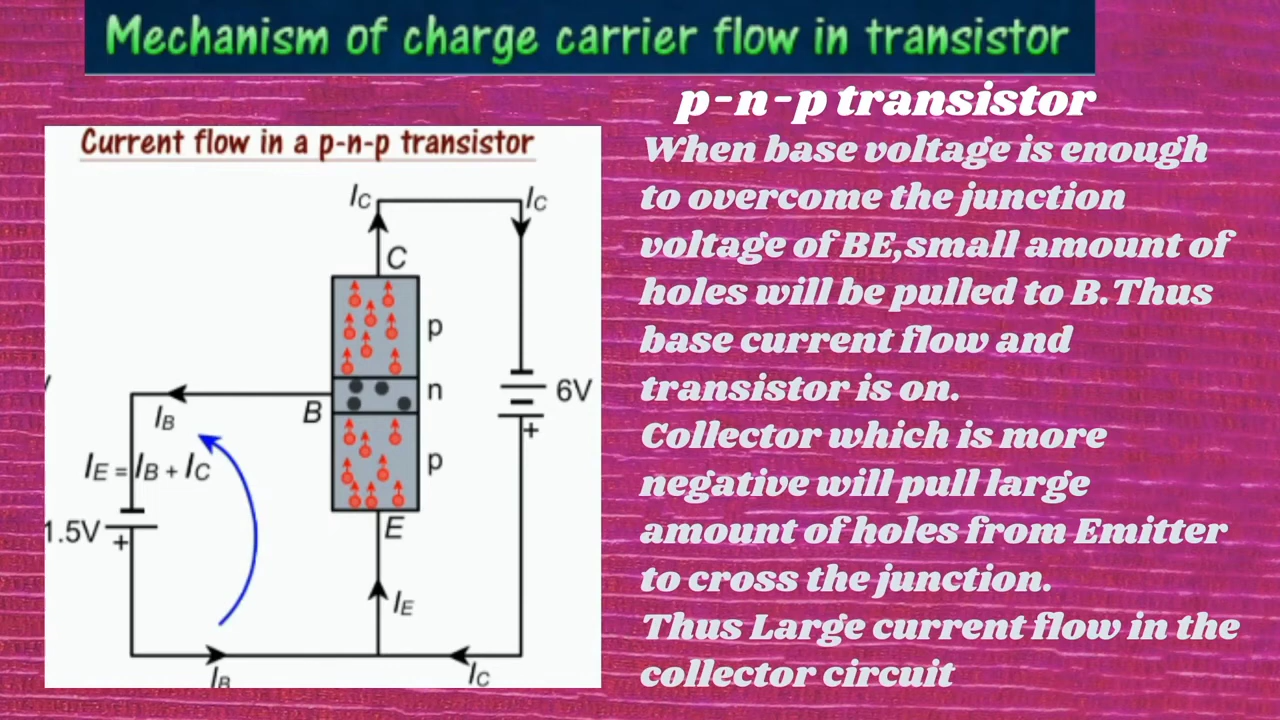 Mechanism of charge carrier flow in transistor
p-n-p transistor
When base voltage is enough
to overcome the junction
voltage of BE,small amount of
holes will be pulled to B.Thus
base current flow and
transistor is on.
Collector which is more
negative will pull large
amount of holes from Emitter
to cross the junction.
Thus Large current flow in the
collector circuit
Current flow in a p-n-p transistor
IC
IC
C
p
n
B
6V
+
IB
IE = IB + IC
p
1.5V
+
E
IE
IB
IC